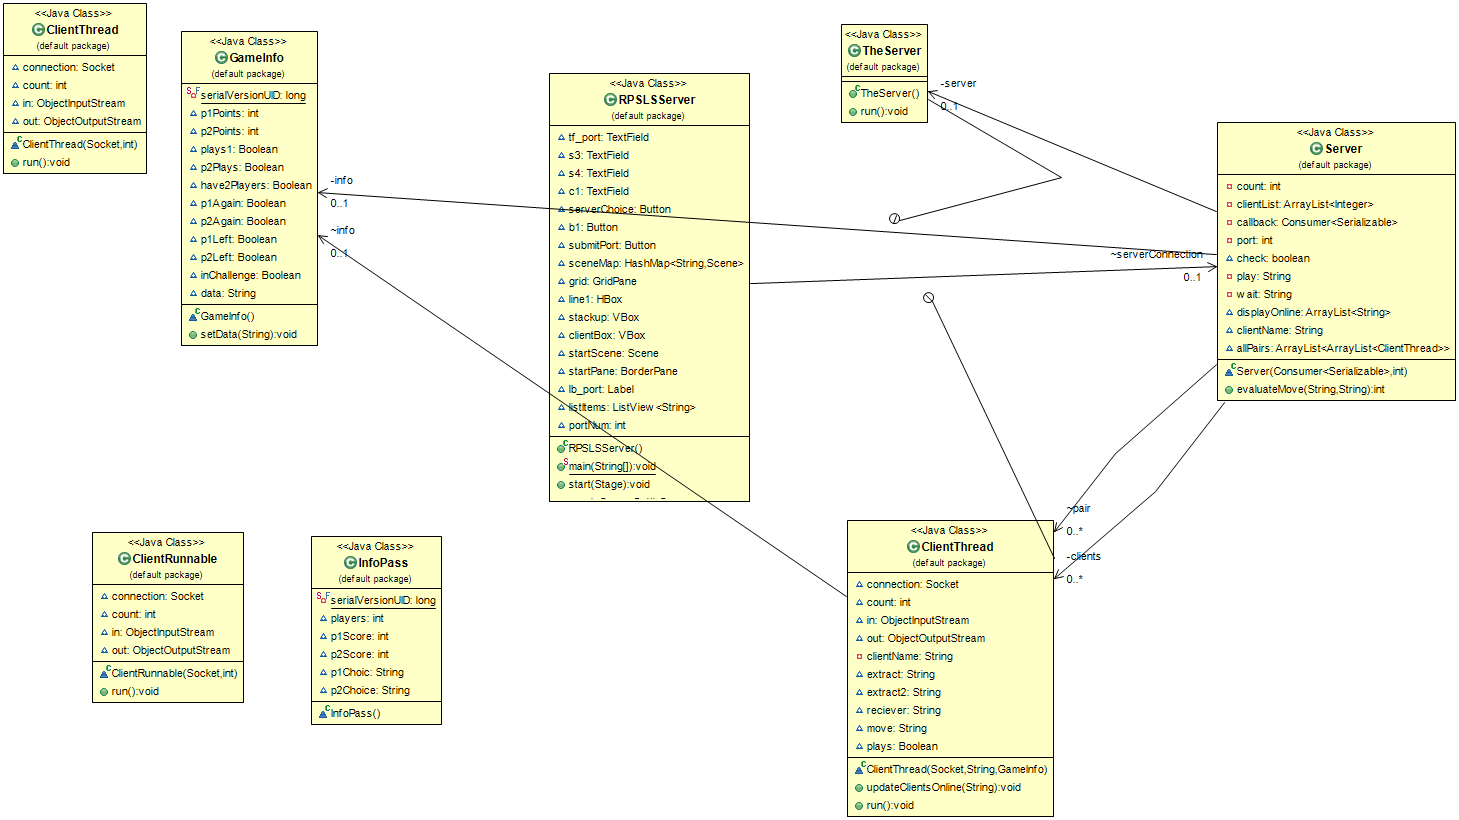 <<Java Class>>
ClientThread
(default package)
connection: Socket
count: int
in: ObjectInputStream
out: ObjectOutputStream
ClientThread(Socket,int)
run():void
<<Java Class>>
GameInfo
(default package)
serialVersionUID: long
p1Points: int
p2Points: int
plays1: Boolean
p2Plays: Boolean
have2Players: Boolean
p1Again: Boolean
p2Again: Boolean
p1Left: Boolean
p2Left: Boolean
inChallenge: Boolean
data: String
GameInfo()
setData(String):void
-info
0..1
~info
0..1
<<Java Class>>
RPSLSServer
(default package)
tf_port: TextField
s3: TextField
s4: TextField
c1: TextField
serverChoice: Button
b1: Button
submitPort: Button
sceneMap: HashMap<String,Scene>
grid: GridPane
line1: HBox
stackup: VBox
clientBox: VBox
startScene: Scene
startPane: BorderPane
lb_port: Label
listItems: ListView<String>
portNum: int
RPSLSServer()
main(String[]):void
start(Stage):void
<<Java Class>>
TheServer
(default package)
TheServer()
run():void
-server
0..1
<<Java Class>>
Server
(default package)
count: int
clientList: ArrayList<Integer>
callback: Consumer<Serializable>
port: int
check: boolean
play: String
wait: String
displayOnline: ArrayList<String>
clientName: String
allPairs: ArrayList<ArrayList<ClientThread>>
Server(Consumer<Serializable>,int)
evaluateMove(String,String):int
~serverConnection
0..1
~pair
0..*
-clients
0..*
<<Java Class>>
ClientRunnable
(default package)
connection: Socket
count: int
in: ObjectInputStream
out: ObjectOutputStream
ClientRunnable(Socket,int)
run():void
<<Java Class>>
InfoPass
(default package)
serialVersionUID: long
players: int
p1Score: int
p2Score: int
p1Choic: String
p2Choice: String
InfoPass()
<<Java Class>>
ClientThread
(default package)
connection: Socket
count: int
in: ObjectInputStream
out: ObjectOutputStream
clientName: String
extract: String
extract2: String
reciever: String
move: String
plays: Boolean
ClientThread(Socket,String,GameInfo)
updateClientsOnline(String):void
run():void